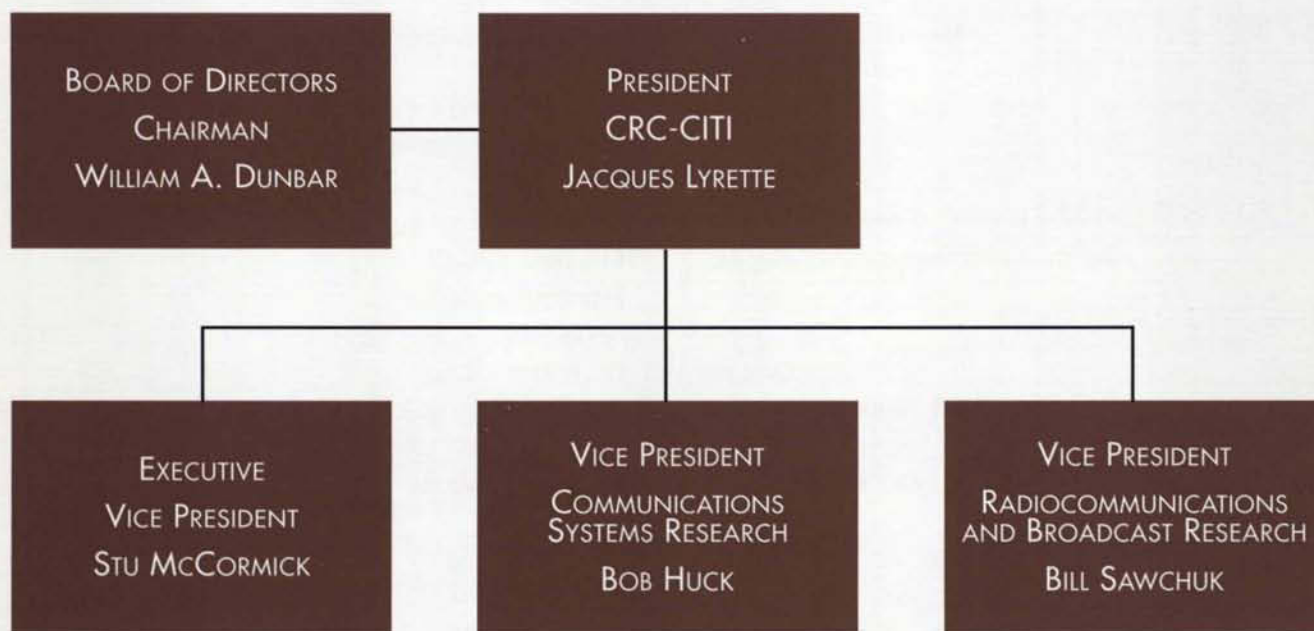 BOARD OF DIRECTORS
CHAIRMAN
WILLIAM A. DUNBAR
PRESIDENT
CRC-CITI
JACQUES LYRETTE
EXECUTIVE
VICE PRESIDENT
STU MCCORMICK
VICE PRESIDENT
COMMUNICATIONS
SYSTEMS RESEARCH
BOB HUCK
VICE PRESIDENT
RADIOCOMMUNICATIONS
AND BROADCAST RESEARCH
BILL SAWCHUK